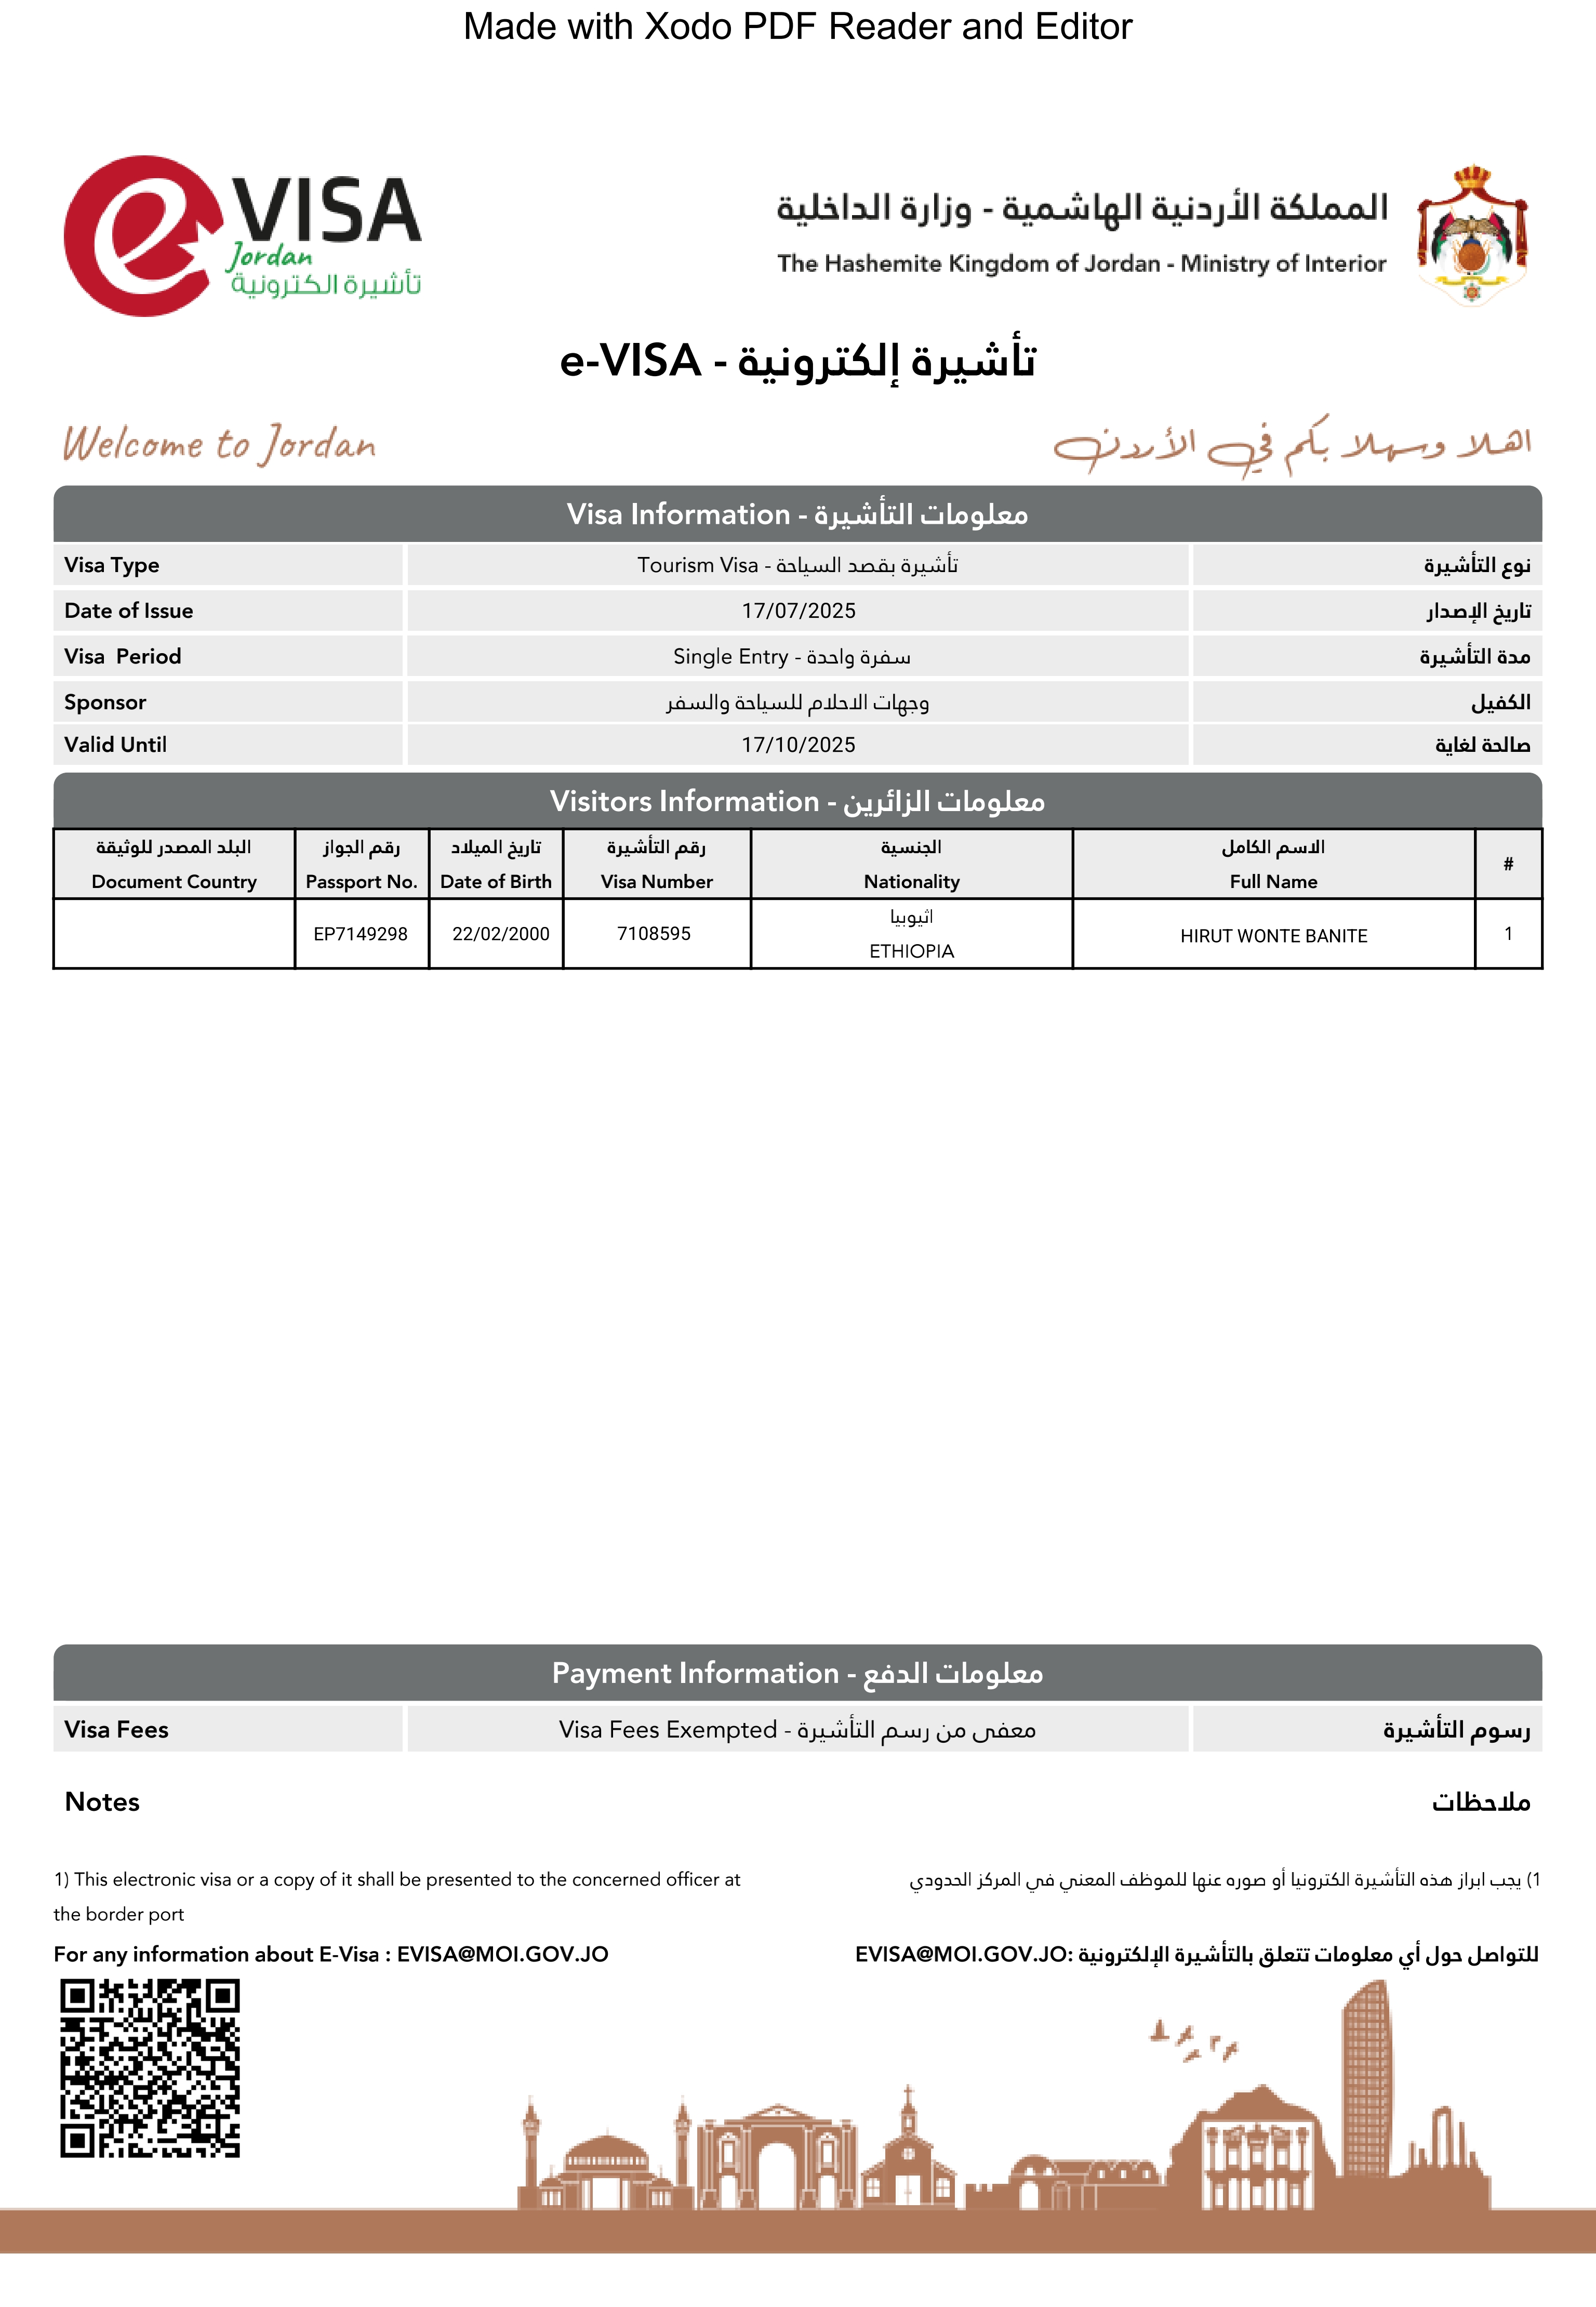 Made with Xodo PDF Reader and Editor
e VISA
Jordan
تأشيرة الكترونية
المملكة الأردنية الهاشمية - وزارة الداخلية
The Hashemite Kingdom of Jordan - Ministry of Interior
e-VISA - تأشيرة إلكترونية
Welcome to Jordan
اهلا وسهلا بكم في الأردن
Visa Information - معلومات التأشيرة
Visa Type
Tourism Visa - تأشيرة بقصد السياحة
نوع التأشيرة
Date of Issue
17/07/2025
تاريخ الإصدار
Visa Period
Single Entry - سفرة واحدة
مدة التأشيرة
Sponsor
وجهات الاحلام للسياحة والسفر
الكفيل
Valid Until
17/10/2025
صالحة لغاية
Visitors Information - معلومات الزائرين
البلد المصدر للوثيقة
Document Country
رقم الجواز
Passport No.
تاريخ الميلاد
Date of Birth
رقم التأشيرة
Visa Number
الجنسية
Nationality
الاسم الكامل
Full Name
#
EP7149298
22/02/2000
7108595
اثيوبيا
ETHIOPIA
HIRUT WONTE BANITE
1
Payment Information - معلومات الدفع
Visa Fees
Visa Fees Exempted - معفى من رسم التأشيرة
رسوم التأشيرة
Notes
ملاحظات
1) This electronic visa or a copy of it shall be presented to the concerned officer at
the border port
1) يجب ابراز هذه التأشيرة الكترونيا أو صوره عنها للموظف المعني في المركز الحدودي
For any information about E-Visa : EVISA@MOI.GOV.JO
للتواصل حول أي معلومات تتعلق بالتأشيرة الإلكترونية :EVISA@MOI.GOV.JO